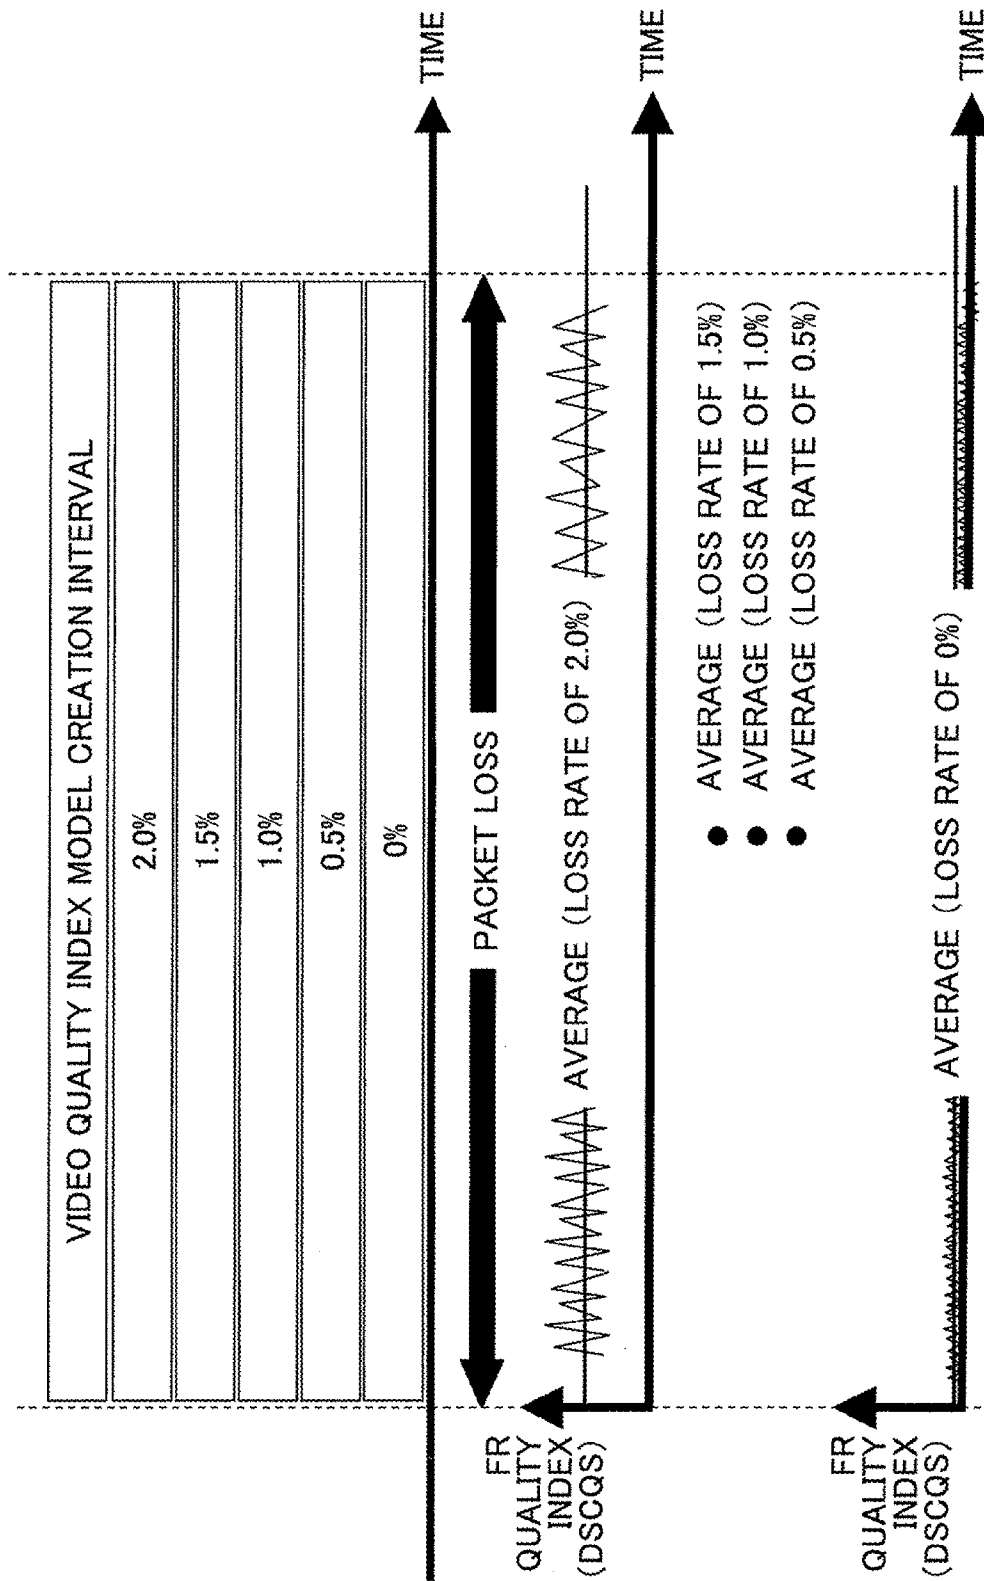 VIDEO QUALITY INDEX MODEL CREATION INTERVAL
2.0%
1.5%
1.0%
0.5%
0%
TIME
PACKET LOSS
FR
QUALITY
INDEX
(DSCQS)
AVERAGE (LOSS RATE OF 2.0%)
TIME
AVERAGE (LOSS RATE OF 1.5%)
AVERAGE (LOSS RATE OF 1.0%)
AVERAGE (LOSS RATE OF 0.5%)
FR
QUALITY
INDEX
(DSCQS)
AVERAGE (LOSS RATE OF 0%)
TIME